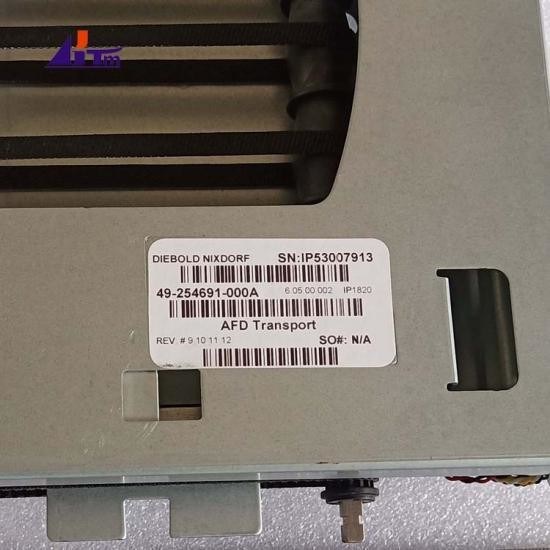 DIEBOLD NIXDORF SN:IP53007913
49-254691-000A 6.05.00.002 IP1820
AFD Transport
REV. # 9 10 11 12 SO#: N/A